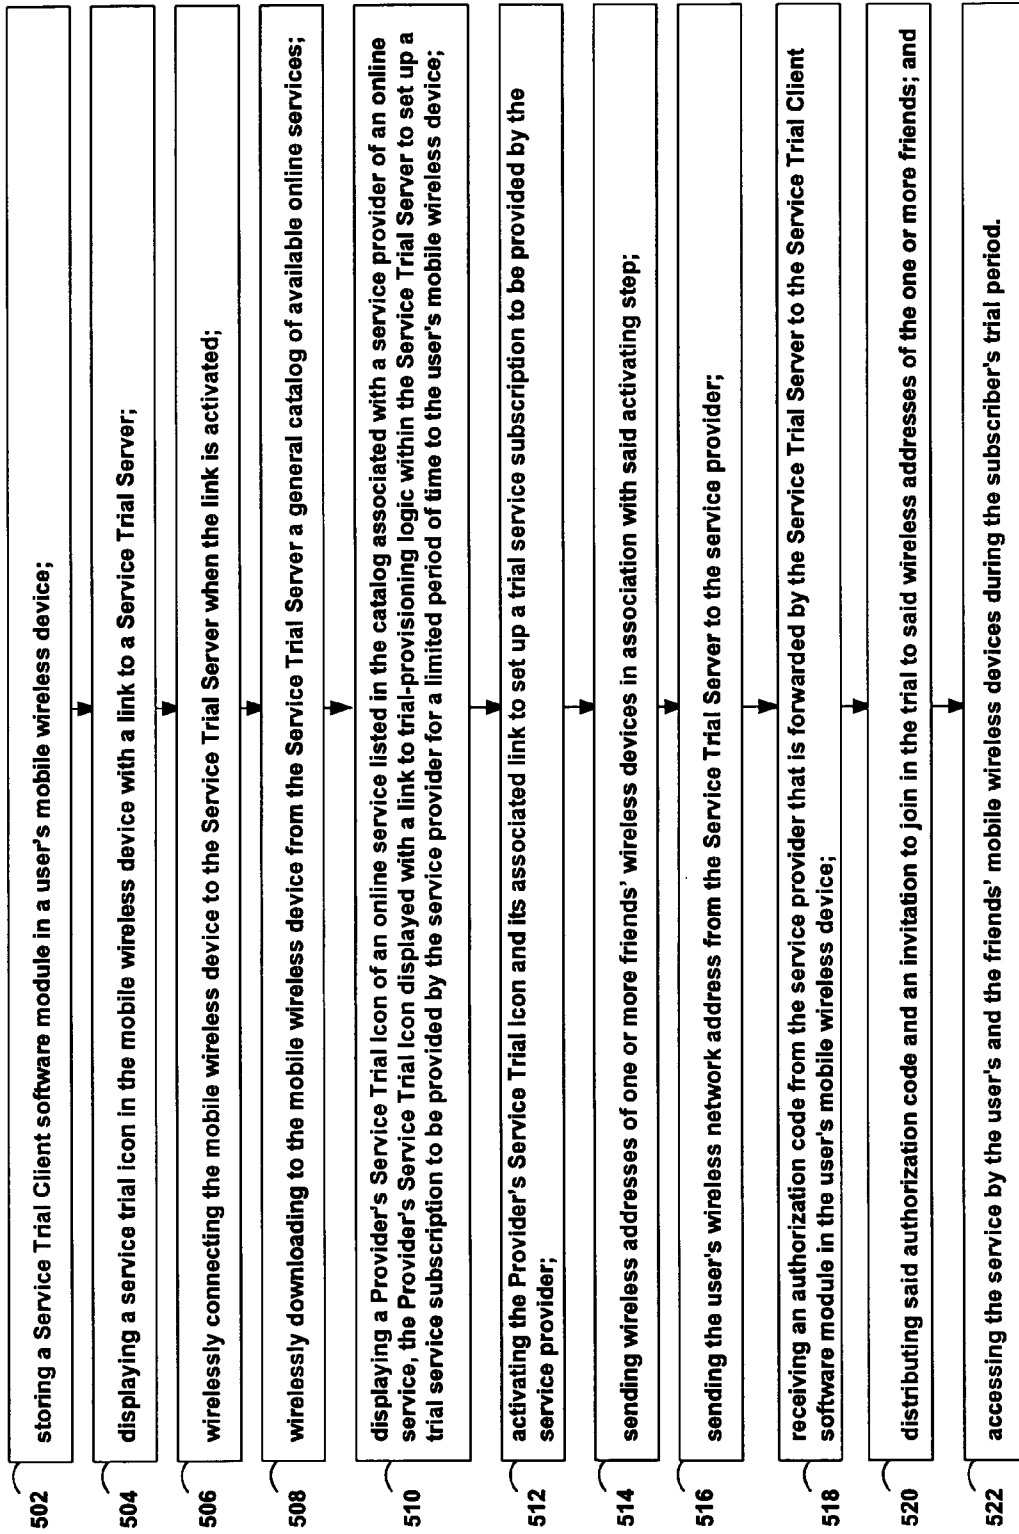 502
storing a Service Trial Client software module in a user's mobile wireless device;
504
displaying a service trial icon in the mobile wireless device with a link to a Service Trial Server;
506
wirelessly connecting the mobile wireless device to the Service Trial Server when the link is activated;
508
wirelessly downloading to the mobile wireless device from the Service Trial Server a general catalog of available online services;
510
displaying a Provider's Service Trial Icon of an online service listed in the catalog associated with a service provider of an online
service, the Provider's Service Trial Icon displayed with a link to trial-provisioning logic within the Service Trial Server to set up a
trial service subscription to be provided by the service provider for a limited period of time to the user's mobile wireless device;
512
activating the Provider's Service Trial Icon and its associated link to set up a trial service subscription to be provided by the
service provider;
514
sending wireless addresses of one or more friends' wireless devices in association with said activating step;
516
sending the user's wireless network address from the Service Trial Server to the service provider;
518
receiving an authorization code from the service provider that is forwarded by the Service Trial Server to the Service Trial Client
software module in the user's mobile wireless device;
520
distributing said authorization code and an invitation to join in the trial to said wireless addresses of the one or more friends; and
522
accessing the service by the user's and the friends' mobile wireless devices during the subscriber's trial period.